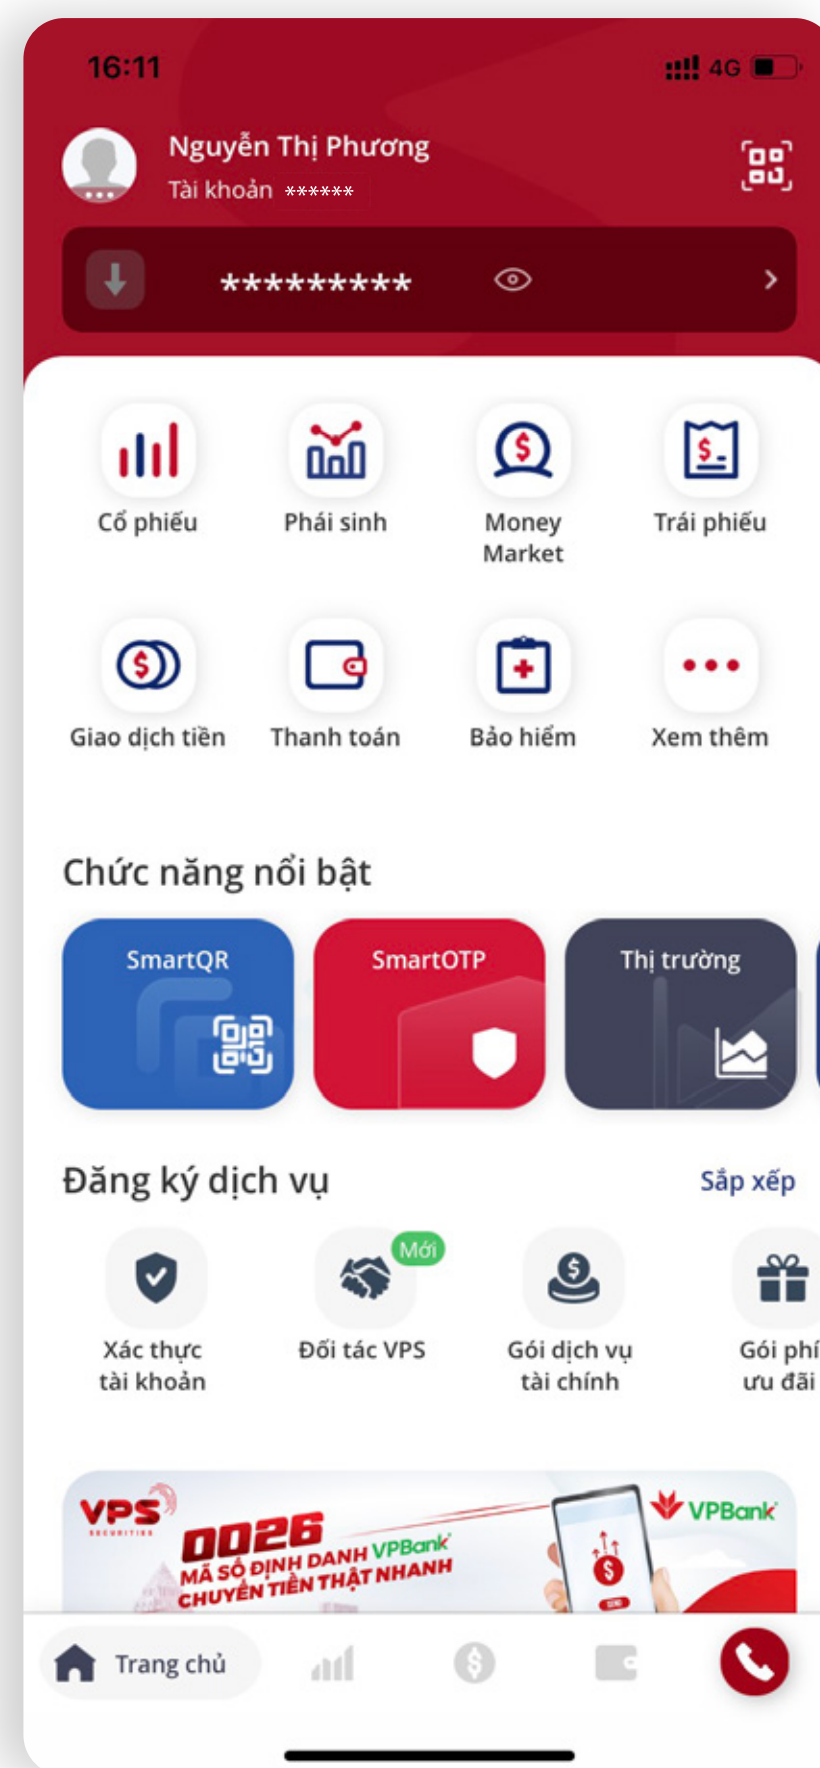 16:11
4G
Nguyễn Thị Phương
Tài khoản ******
*********
Cổ phiếu
Phái sinh
Money
Market
Trái phiếu
Giao dịch tiền
Thanh toán
Bảo hiểm
Xem thêm
Chức năng nổi bật
SmartQR
SmartOTP
Thị trường
Đăng ký dịch vụ
Sắp xếp
Mới
Xác thực
tài khoản
Đối tác VPS
Gói dịch vụ
tài chính
Gói phí
ưu đãi
VPS
SECURITIES
0026
MÃ SỐ ĐỊNH DANH VPBank
CHUYỂN TIỀN THẬT NHANH
$
SEND
VPBank
Trang chủ